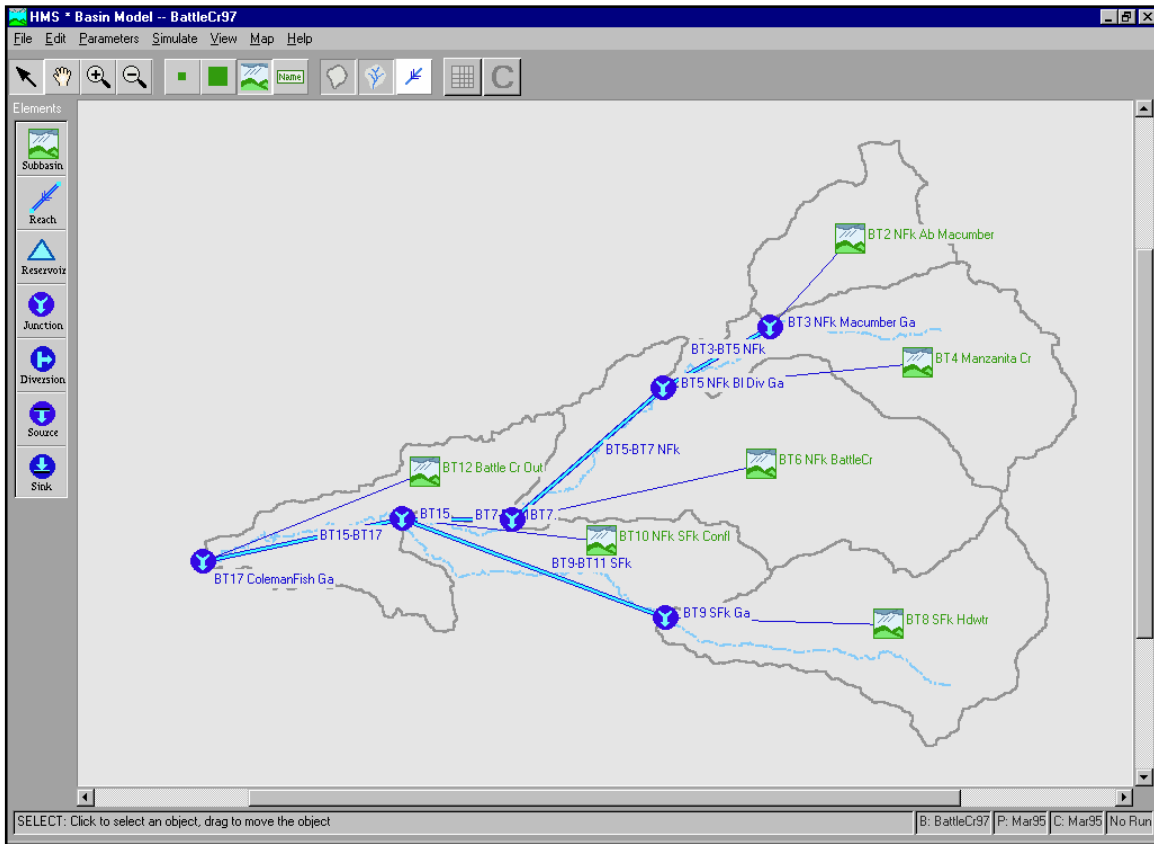 HMS * Basin Model -- BattleCr97
File Edit Parameters Simulate View Map Help
Name
C
Elements
Subbasin
Reach
Reservoir
Junction
Diversion
Source
Sink
BT2 NFk Ab Macumber
BT3 NFk Macumber Ga
BT3-BT5 NFk
BT4 Manzanita Cr
BT5 NFk Bl Div Ga
BT5-BT7 NFk
BT6 NFk BattleCr
BT12 Battle Cr Out
BT15
BT7-
BT7
BT15-BT17
BT10 NFk SFk Confl
BT9-BT11 SFk
BT17 ColemanFish Ga
BT9 SFk Ga
BT8 SFk Hdwtr
SELECT: Click to select an object, drag to move the object
B: BattleCr97 P: Mar95 C: Mar95 No Run